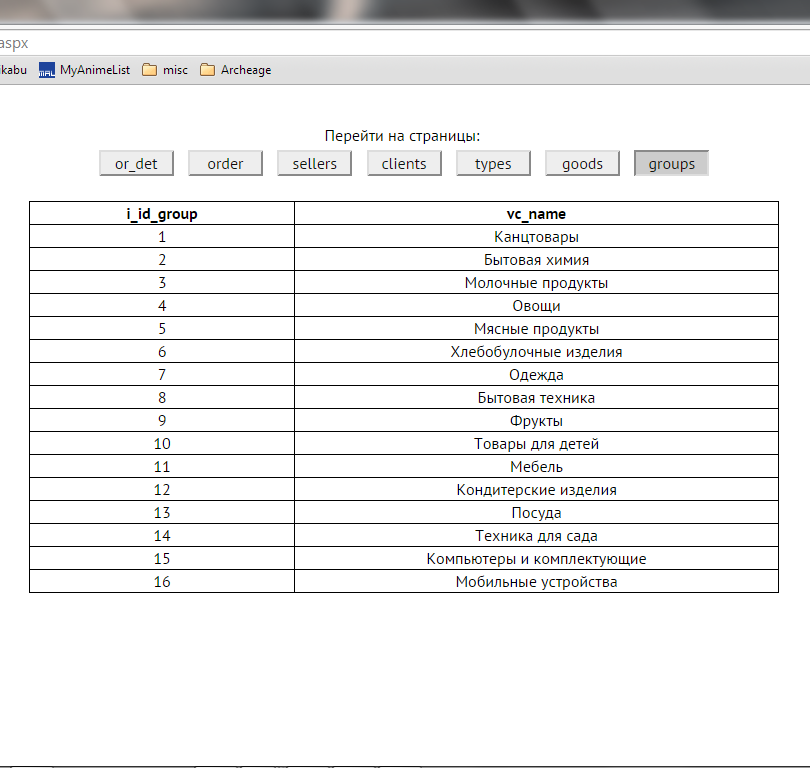 aspx
ikabu MyAnimeList misc Archeage
Перейти на страницы:
or_det order sellers clients types goods groups
i_id_group vc_name
1 Канцтовары
2 Бытовая химия
3 Молочные продукты
4 Овощи
5 Мясные продукты
6 Хлебобулочные изделия
7 Одежда
8 Бытовая техника
9 Фрукты
10 Товары для детей
11 Мебель
12 Кондитерские изделия
13 Посуда
14 Техника для сада
15 Компьютеры и комплектующие
16 Мобильные устройства